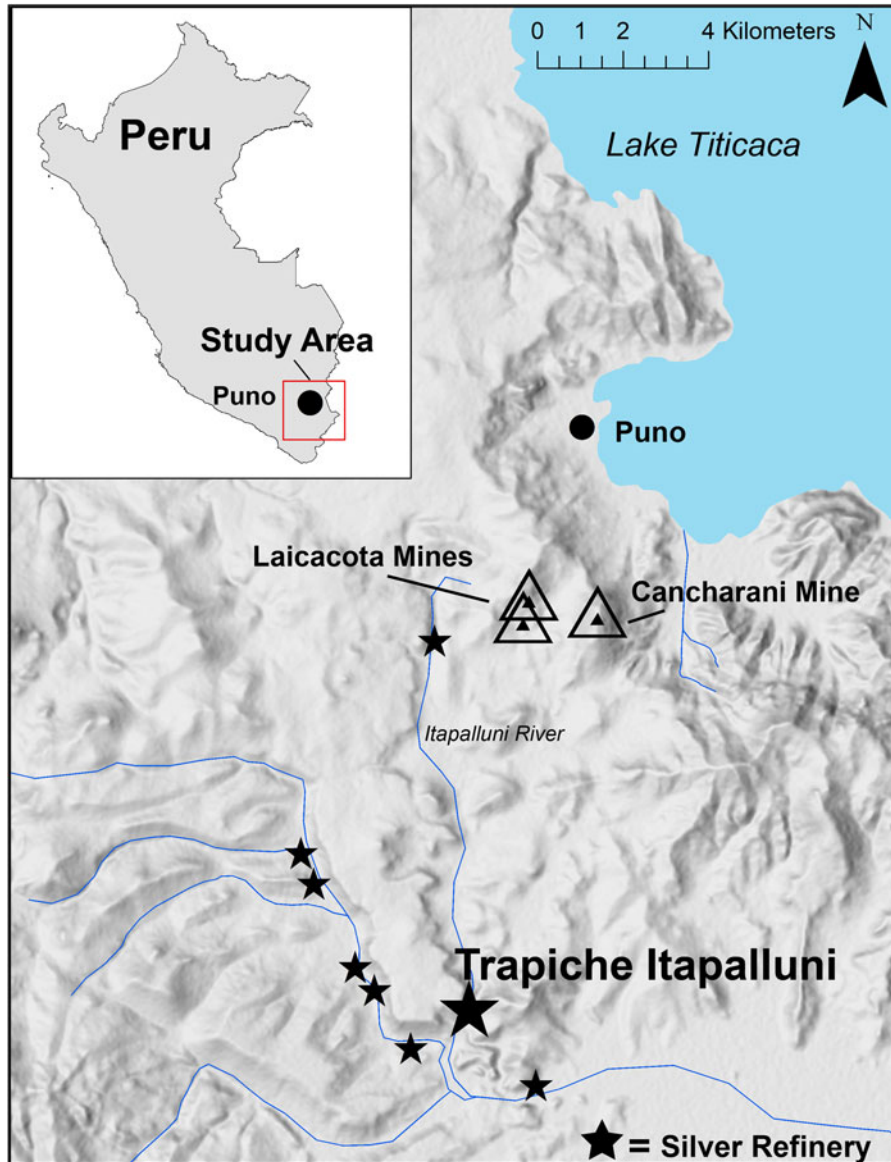 0 1 2 4 Kilometers
N
Peru
Lake Titicaca
Study Area
Puno
Puno
Laicacota Mines
Cancharani Mine
Itapalluni River
Trapiche Itapalluni
= Silver Refinery